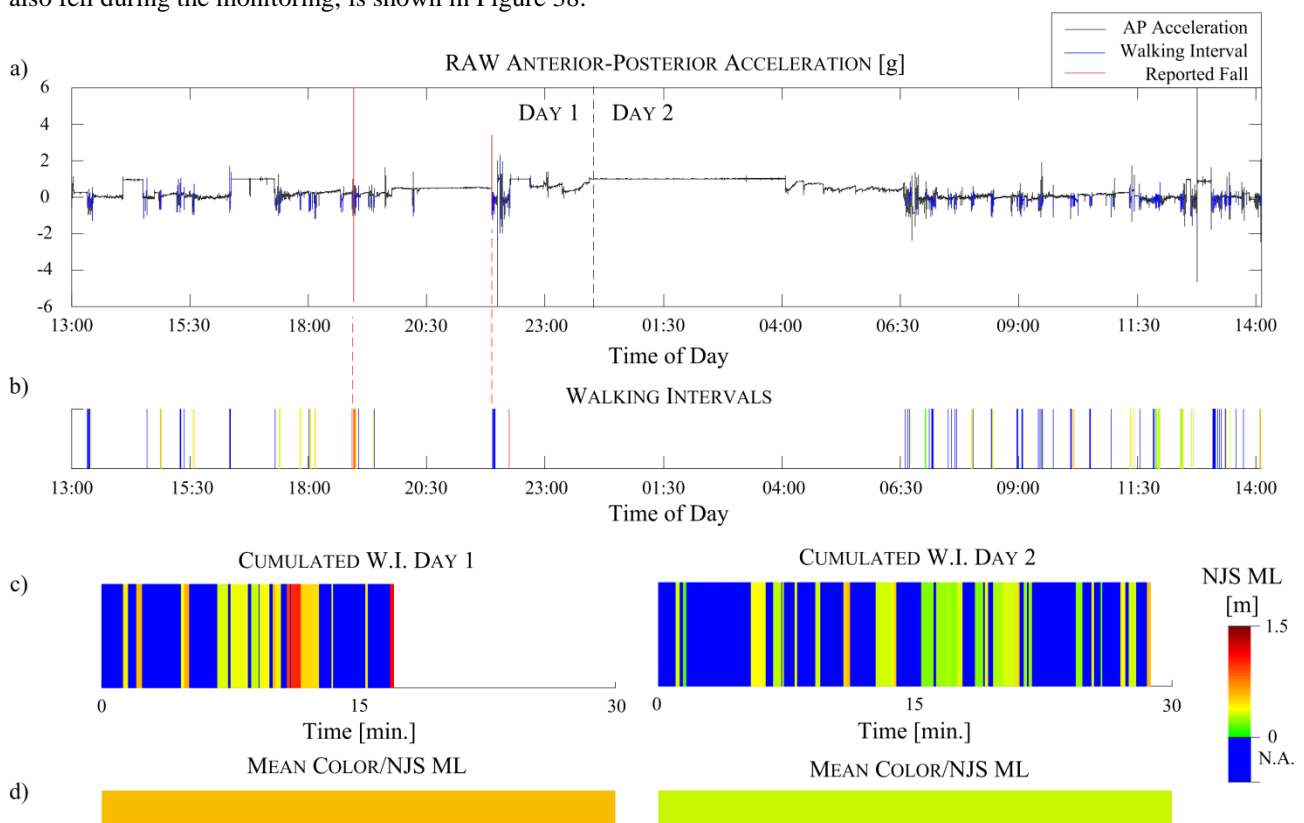 also fell during the monitoring, is shown in Figure 38.
AP Acceleration
Walking Interval
Reported Fall
a)
RAW ANTERIOR-POSTERIOR ACCELERATION [g]
DAY 1
DAY 2
6
4
2
0
-2
-4
-6
13:00 15:30 18:00 20:30 23:00 01:30 04:00 06:30 09:00 11:30 14:00
Time of Day
b)
WALKING INTERVALS
13:00 15:30 18:00 20:30 23:00 01:30 04:00 06:30 09:00 11:30 14:00
Time of Day
c)
CUMULATED W.I. DAY 1
0 15 30
Time [min.]
CUMULATED W.I. DAY 2
0 15 30
Time [min.]
NJS ML
[m]
1.5
0
N.A.
d)
MEAN COLOR/NJS ML
MEAN COLOR/NJS ML